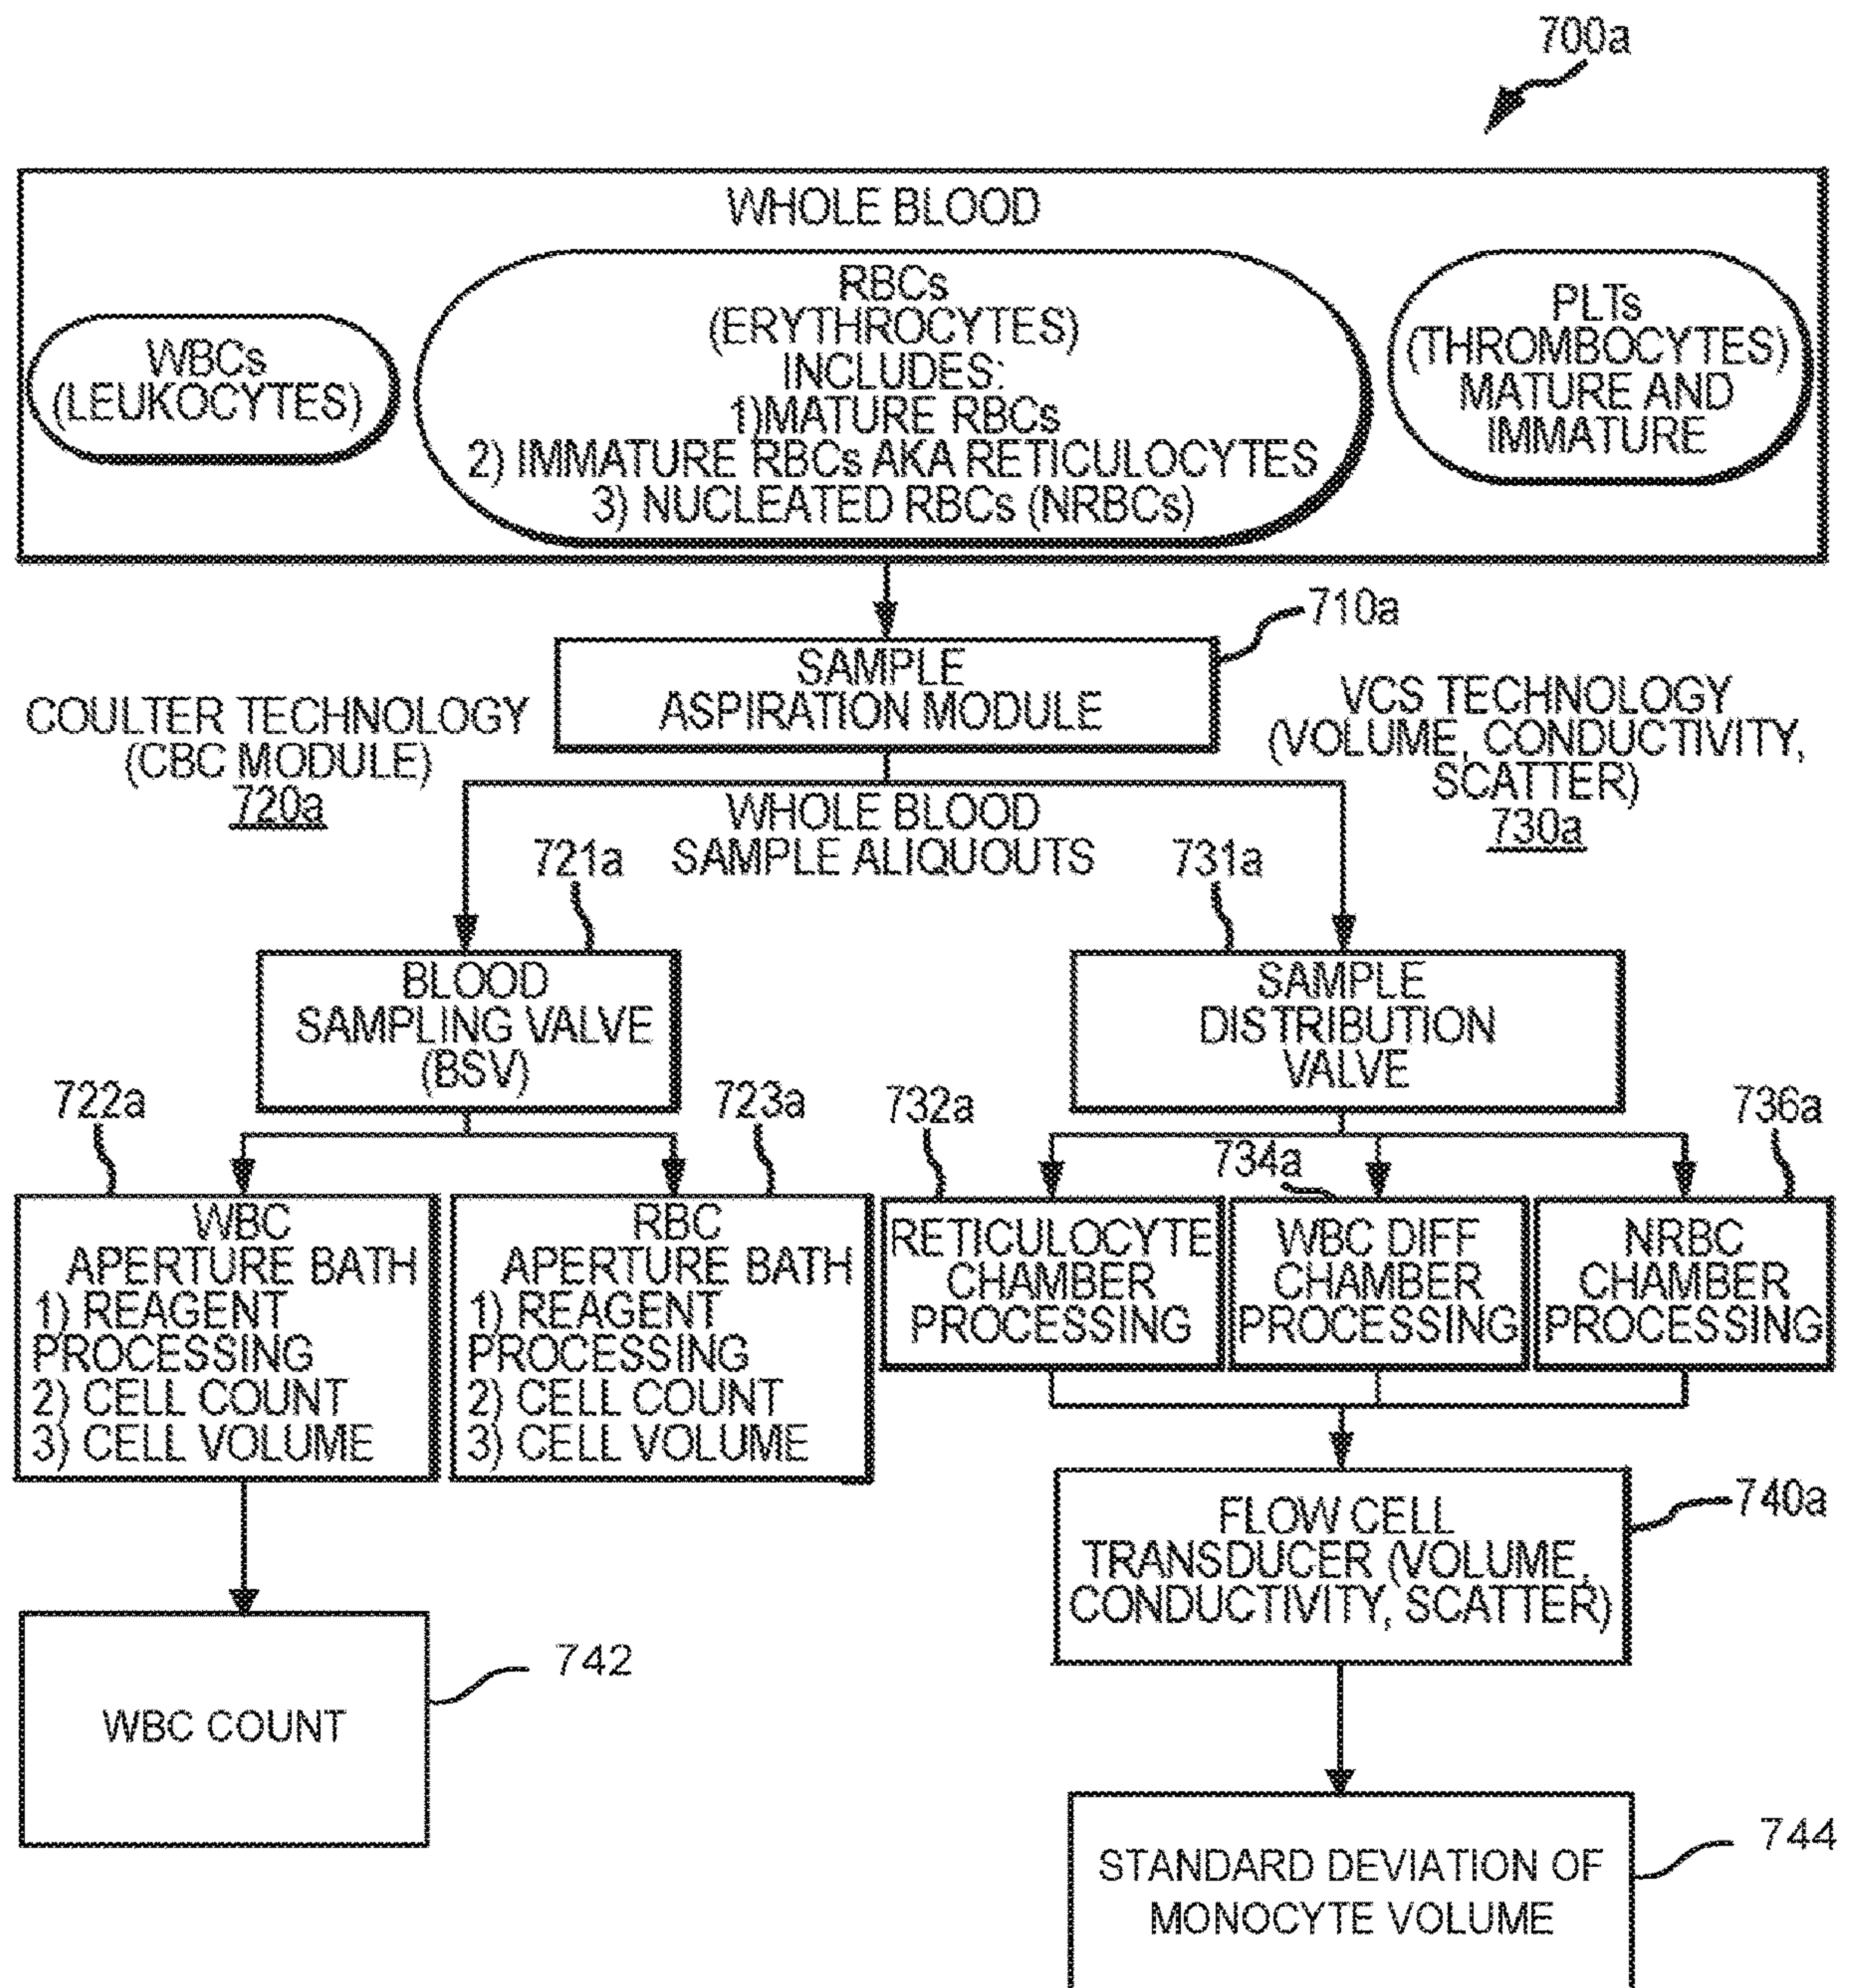 700a
WHOLE BLOOD
WBCs
(LEUKOCYTES)
RBCs
(ERYTHROCYTES)
INCLUDES:
1)MATURE RBCs
2) IMMATURE RBCs AKA RETICULOCYTES
3) NUCLEATED RBCs (NRBCs)
PLTs
(THROMBOCYTES)
MATURE AND
IMMATURE
710a
SAMPLE
ASPIRATION MODULE
COULTER TECHNOLOGY
(CBC MODULE)
720a
VCS TECHNOLOGY
(VOLUME, CONDUCTIVITY,
SCATTER)
730a
WHOLE BLOOD
SAMPLE ALIQUOUTS
721a
731a
BLOOD
SAMPLING VALVE
(BSV)
SAMPLE
DISTRIBUTION
VALVE
722a
723a
732a
734a
736a
WBC
APERTURE BATH
1) REAGENT
PROCESSING
2) CELL COUNT
3) CELL VOLUME
RBC
APERTURE BATH
1) REAGENT
PROCESSING
2) CELL COUNT
3) CELL VOLUME
RETICULOCYTE
CHAMBER
PROCESSING
WBC DIFF
CHAMBER
PROCESSING
NRBC
CHAMBER
PROCESSING
FLOW CELL
TRANSDUCER (VOLUME,
CONDUCTIVITY, SCATTER)
740a
WBC COUNT
742
STANDARD DEVIATION OF
MONOCYTE VOLUME
744